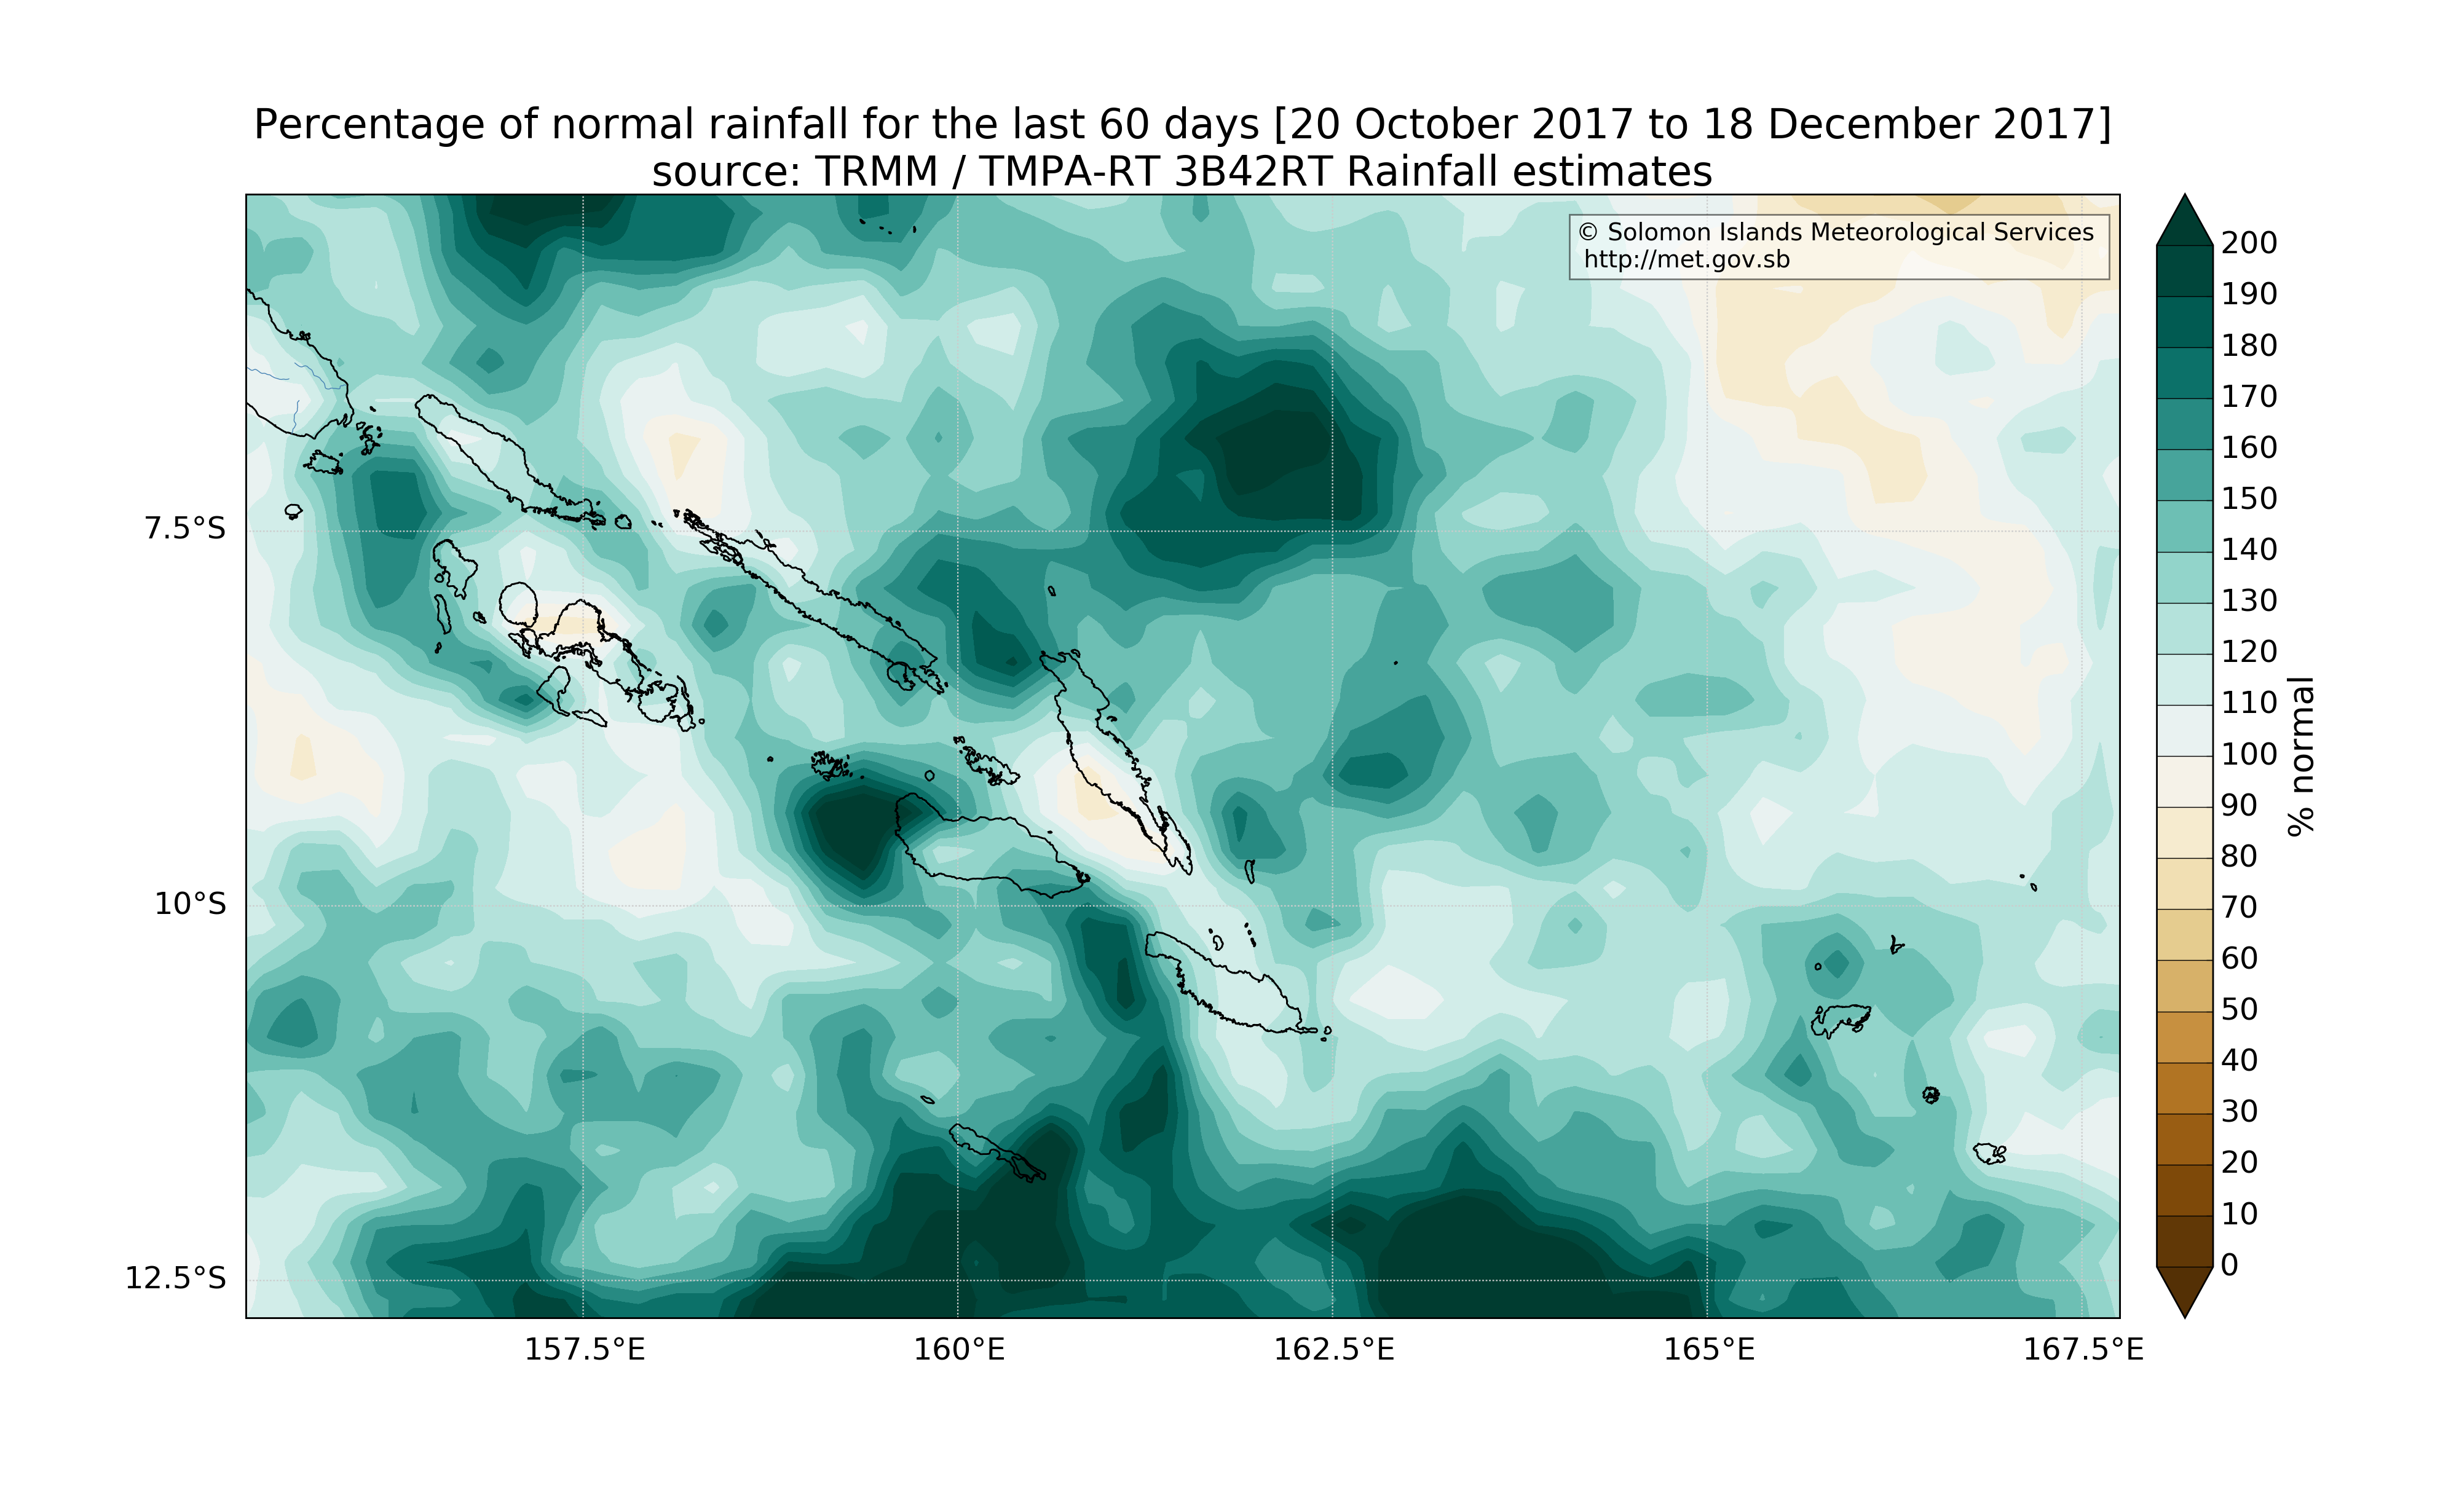 Percentage of normal rainfall for the last 60 days [20 October 2017 to 18 December 2017]
source: TRMM / TMPA-RT 3B42RT Rainfall estimates
© Solomon Islands Meteorological Services
http://met.gov.sb
7.5°S
10°S
12.5°S
157.5°E
160°E
162.5°E
165°E
167.5°E
200
190
180
170
160
150
140
130
120
110
100
90
80
70
60
50
40
30
20
10
0
% normal